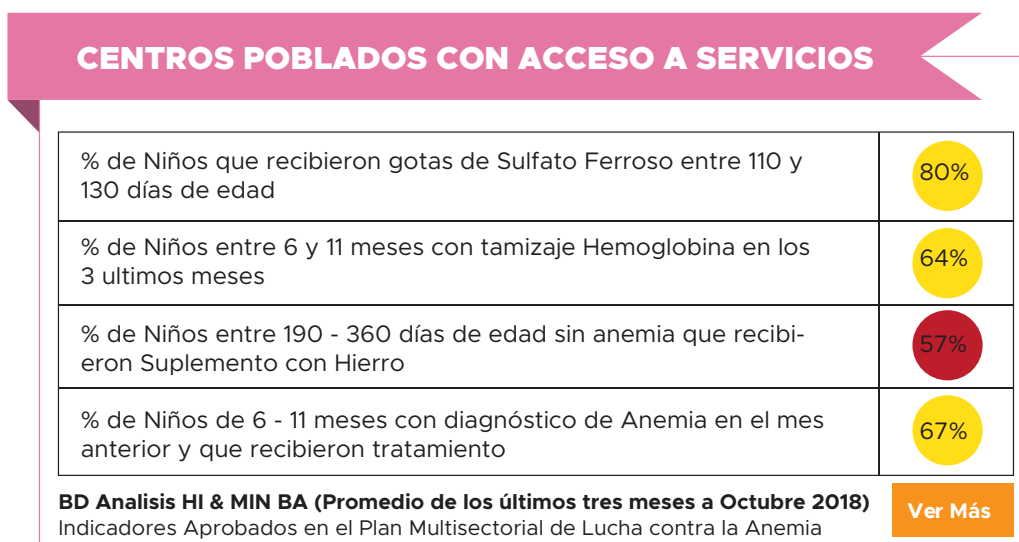 CENTROS POBLADOS CON ACCESO A SERVICIOS
% de Niños que recibieron gotas de Sulfato Ferroso entre 110 y
130 días de edad
80%
% de Niños entre 6 y 11 meses con tamizaje Hemoglobina en los
3 ultimos meses
64%
% de Niños entre 190 - 360 días de edad sin anemia que recibi-
eron Suplemento con Hierro
57%
% de Niños de 6 - 11 meses con diagnóstico de Anemia en el mes
anterior y que recibieron tratamiento
67%
BD Analisis HI & MIN BA (Promedio de los últimos tres meses a Octubre 2018)
Indicadores Aprobados en el Plan Multisectorial de Lucha contra la Anemia
Ver Más